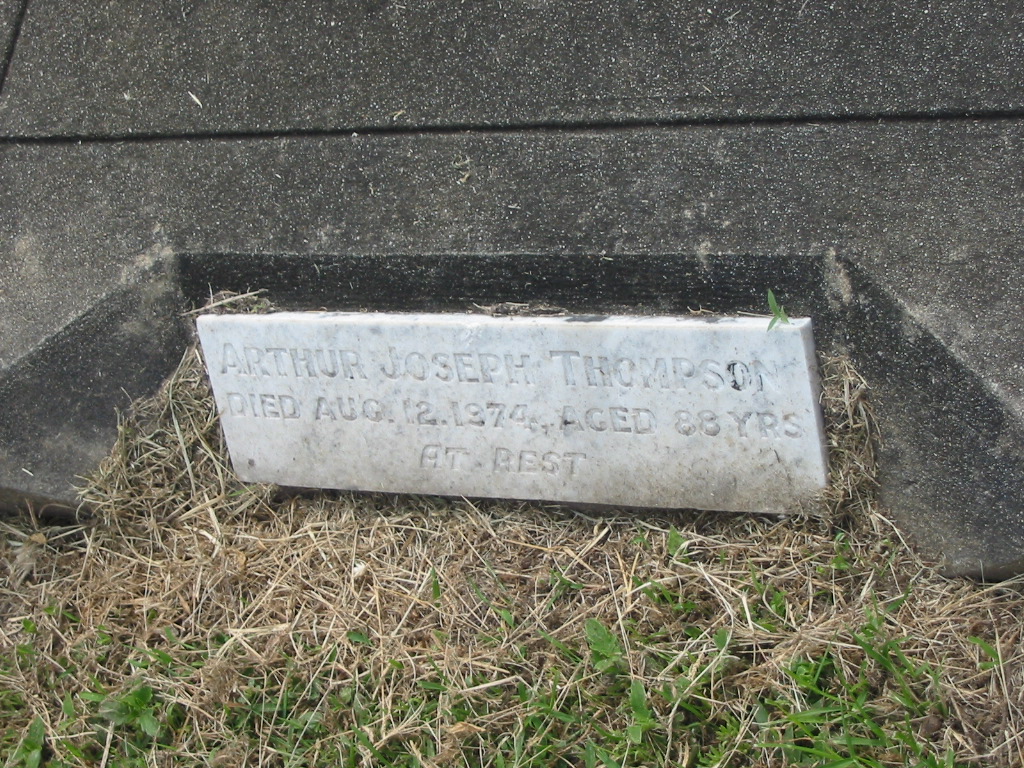 ARTHUR JOSEPH THOMPSON
DIED AUG. 12. 1974, AGED 88 YRS
AT REST